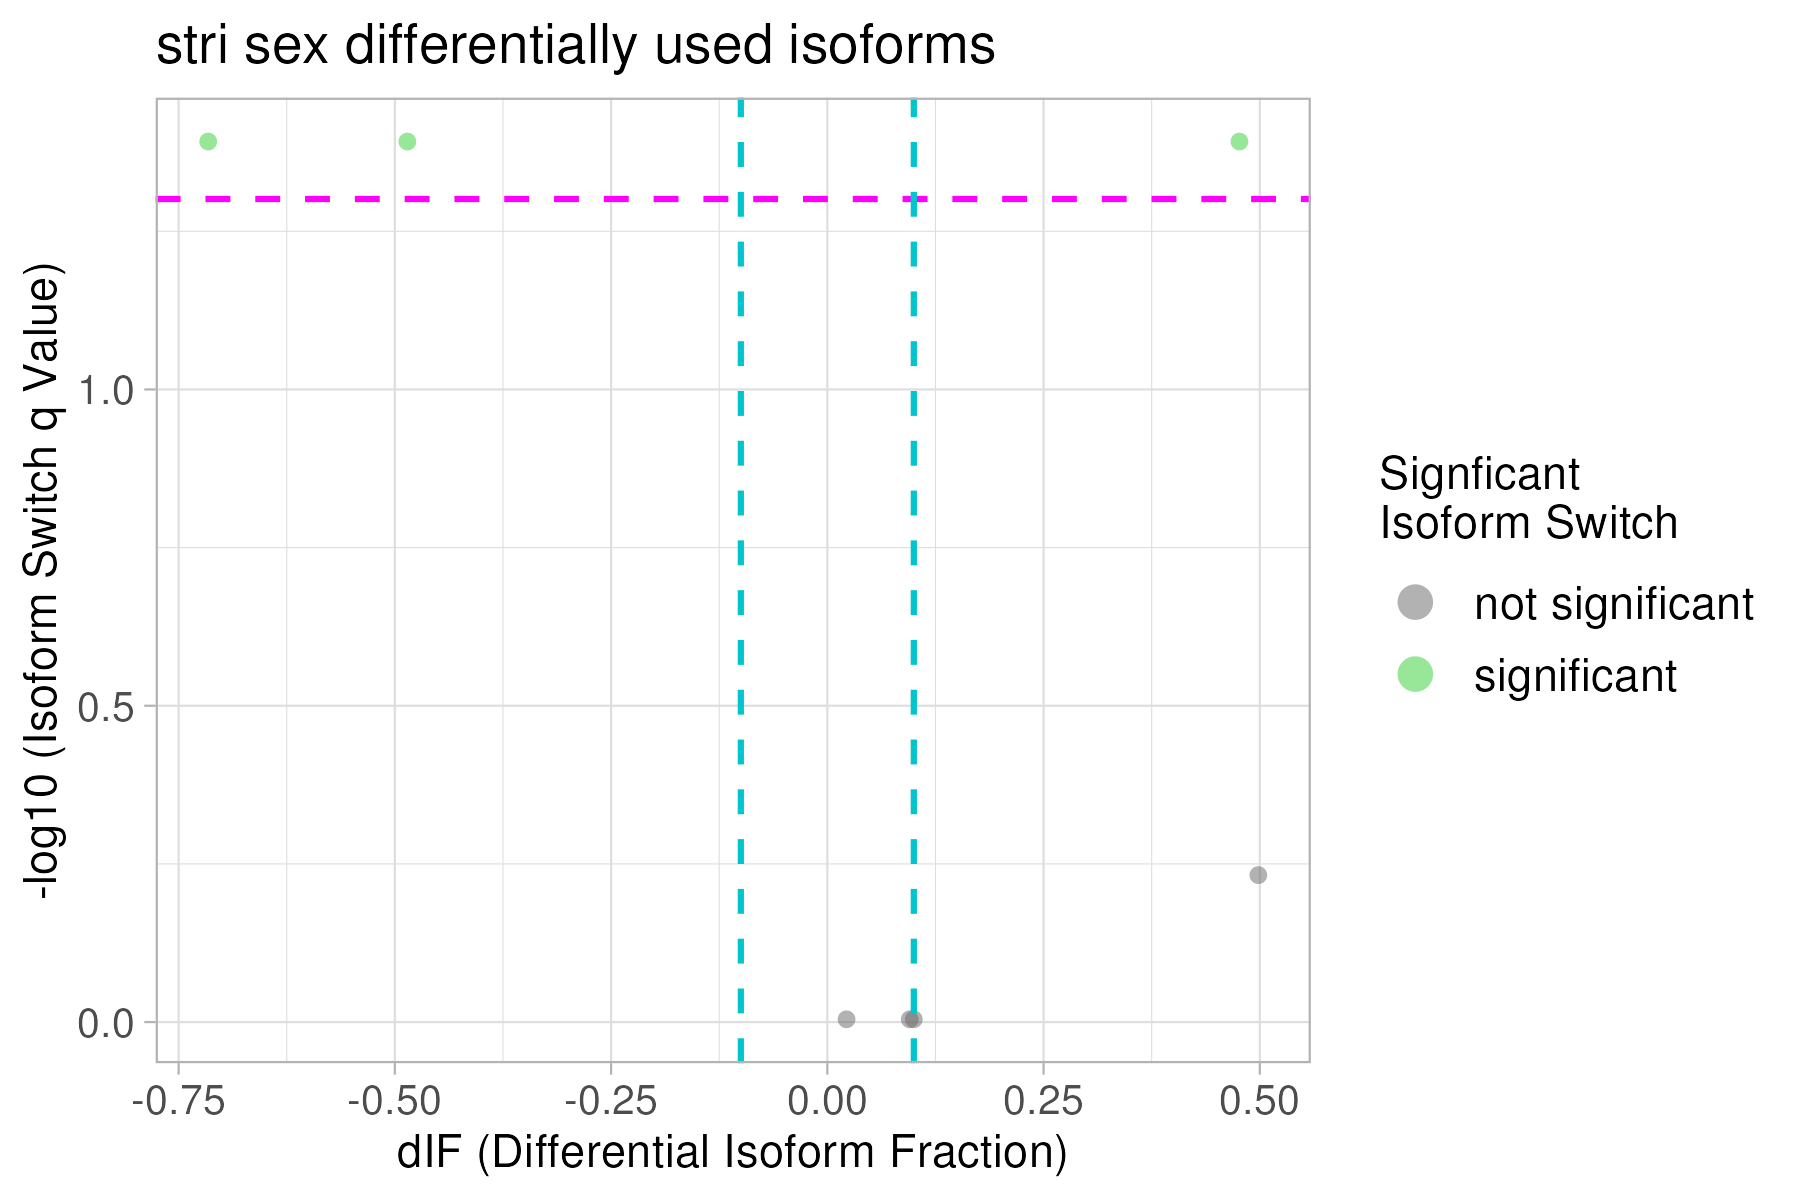 stri sex differentially used isoforms
-log10 (Isoform Switch q Value)
1.0
0.5
0.0
-0.75 -0.50 -0.25 0.00 0.25 0.50
dIF (Differential Isoform Fraction)
Signficant
Isoform Switch
not significant
significant